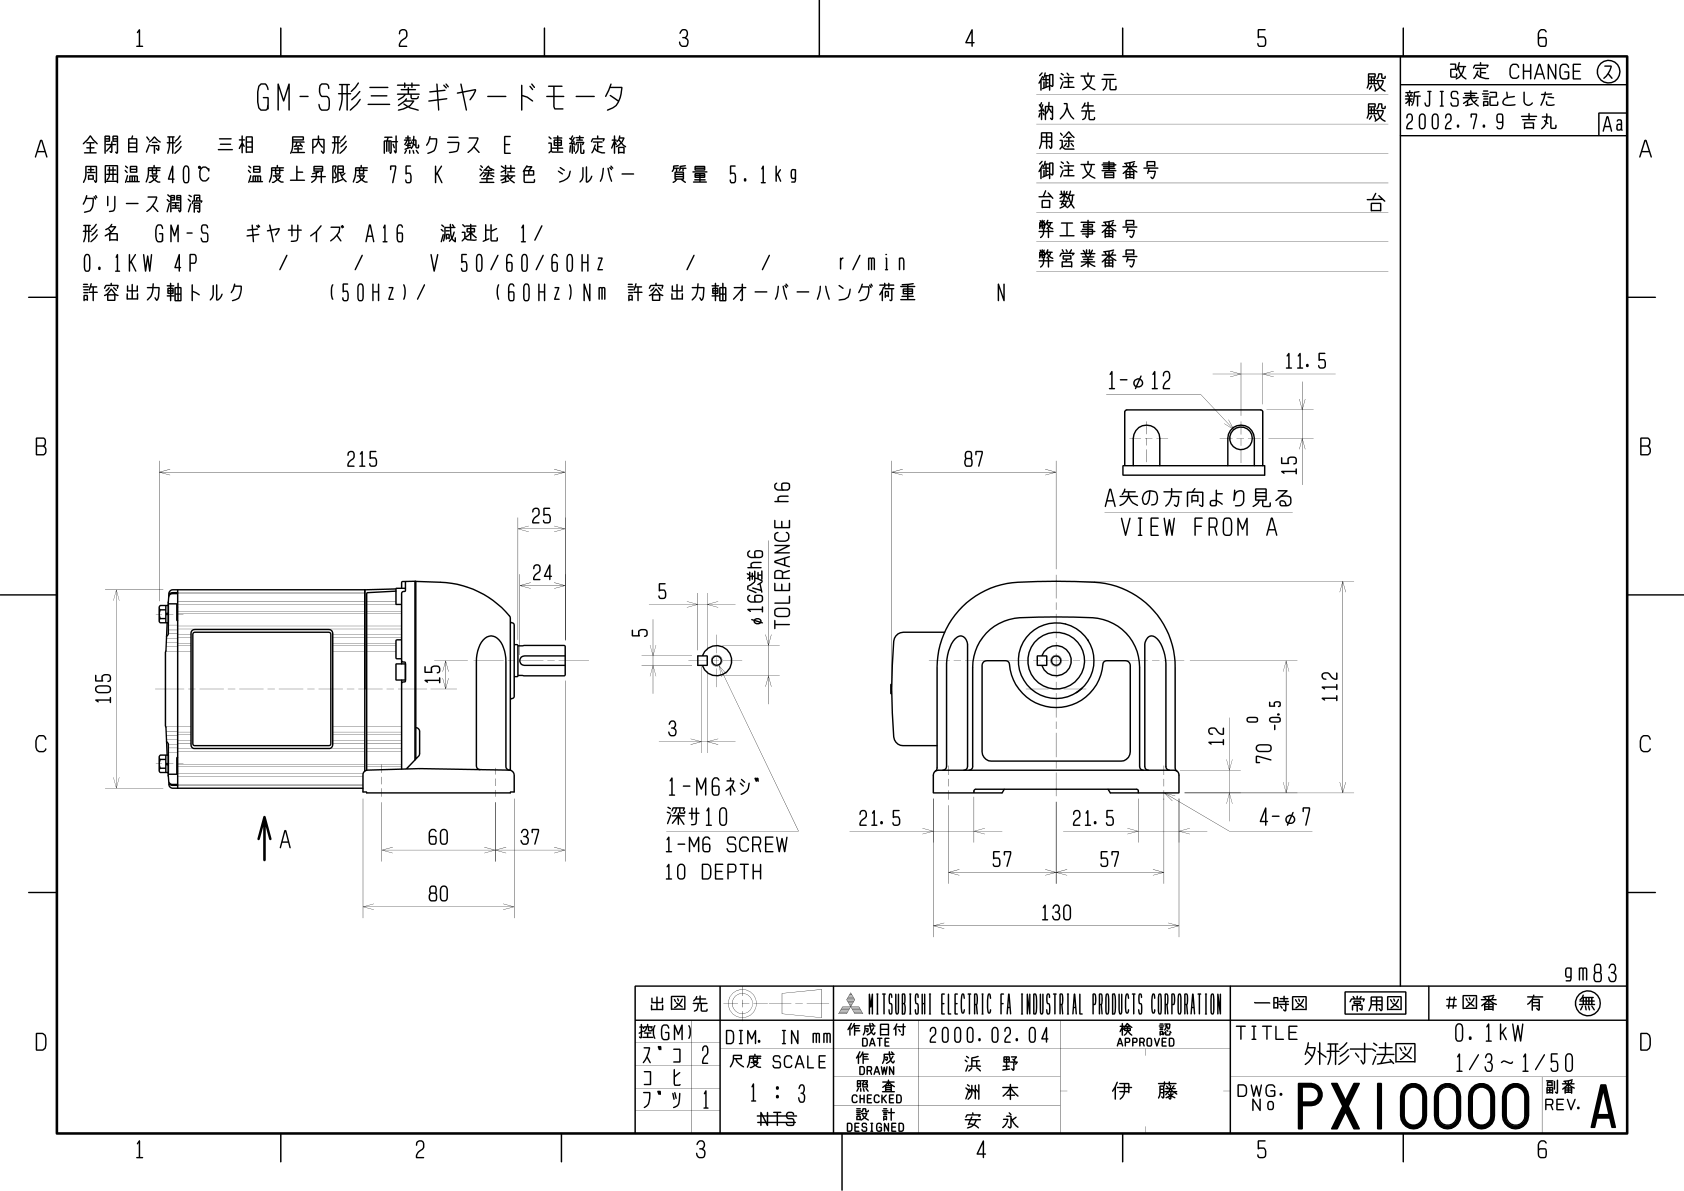 1 2 3 4 5 6
A
B
C
D
A
B
C
D
GM-S形三菱ギヤードモータ
全閉自冷形 三相 屋内形 耐熱クラス E 連続定格
周囲温度40℃ 温度上昇限度 75 K 塗装色 シルバー 質量 5.1kg
グリース潤滑
形名 GM-S ギヤサイズ A16 減速比 1/
0.1KW 4P / / V 50/60/60Hz / / r/min
許容出力軸トルク (50Hz)/ (60Hz)Nm 許容出力軸オーバーハング荷重 N
御注文元 殿
納入先 殿
用途
御注文書番号
台数 台
弊工事番号
弊営業番号
改定 CHANGE ス
新JIS表記とした
2002.7.9 吉丸 Aa
11.5
1-φ12
15
A矢の方向より見る
VIEW FROM A
215
25
24
105
15
60
37
80
A
5
5
3
φ16公差h6
TOLERANCE h6
1-M6ネジ
深サ10
1-M6 SCREW
10 DEPTH
87
112
12
70 0 -0.5
21.5
21.5
4-φ7
57
57
130
gm83
出図先
控(GM)
ズコ 2
コヒ
ブツ 1
DIM. IN mm
尺度 SCALE
1 : 3
NTS
MITSUBISHI ELECTRIC FA INDUSTRIAL PRODUCTS CORPORATION
作成日付 DATE 2000.02.04
作成 DRAWN 浜野
照査 CHECKED 洲本
設計 DESIGNED 安永
検認 APPROVED
伊藤
一時図 常用図 #図番 有 無
TITLE 外形寸法図
0.1kW
1/3~1/50
DWG. No PX10000
副番 REV. A
1 2 3 4 5 6